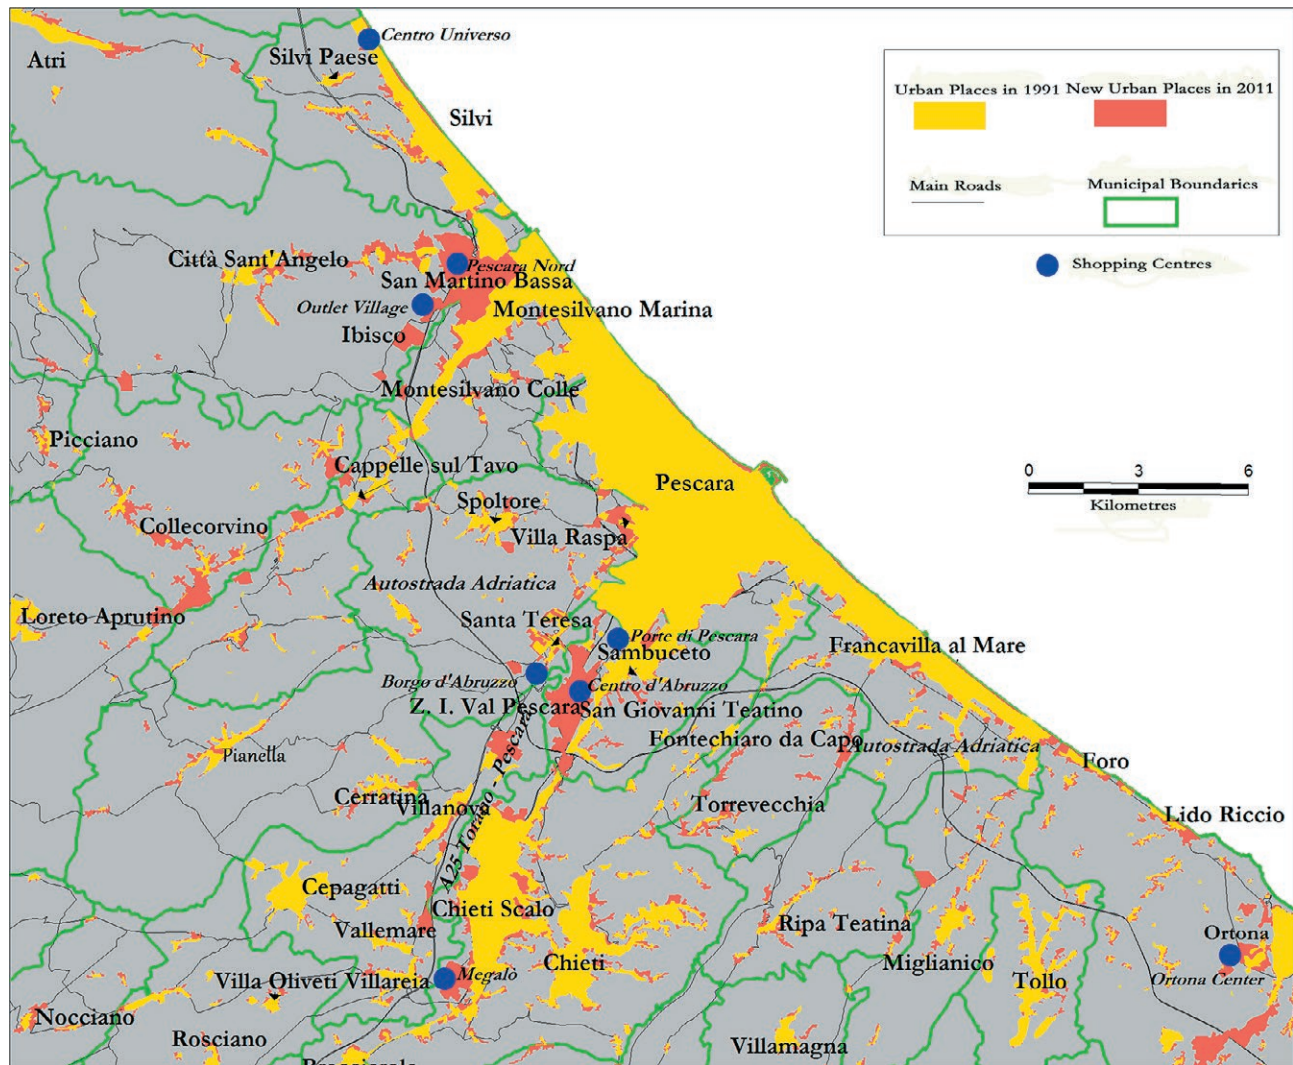 Centro Universo
Atri
Silvi Paese
Silvi
Urban Places in 1991
New Urban Places in 2011
Main Roads
Municipal Boundaries
Shopping Centres
Città Sant'Angelo
Pescara Nord
San Martino Bassa
Outlet Village
Montesilvano Marina
Ibisco
Montesilvano Colle
Picciano
Cappelle sul Tavo
Pescara
0 3 6
Kilometres
Spoltore
Collecorvino
Villa Raspa
Autostrada Adriatica
Loreto Aprutino
Santa Teresa
Porte di Pescara
Sambuceto
Francavilla al Mare
Borgo d'Abruzzo
Centro d'Abruzzo
Z. I. Val Pescara
San Giovanni Teatino
Fontechiaro da Capo
Autostrada Adriatica
Pianella
Foro
Cerratina
Villanova
A25 Torano - Pescara
Torrevecchia
Lido Riccio
Cepagatti
Chieti Scalo
Vallemare
Ripa Teatina
Ortona
Villa Oliveti
Villareia
Megalò
Chieti
Miglianico
Tollo
Ortona Center
Nocciano
Rosciano
Villamagna